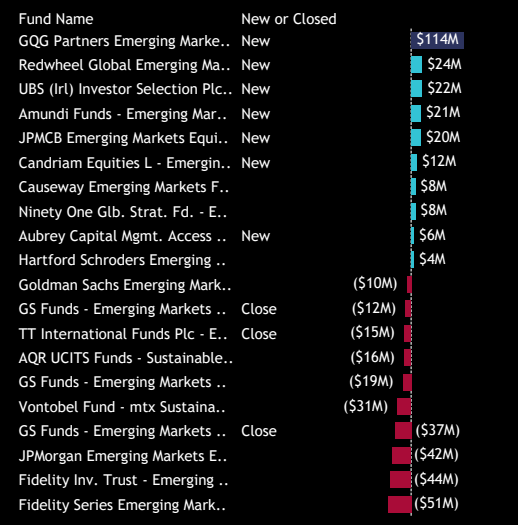 Fund Name New or Closed
GQG Partners Emerging Marke.. New $114M
Redwheel Global Emerging Ma.. New $24M
UBS (Irl) Investor Selection Plc.. New $22M
Amundi Funds - Emerging Mar.. New $21M
JPMCB Emerging Markets Equi.. New $20M
Candriam Equities L - Emergin.. New $12M
Causeway Emerging Markets F.. $8M
Ninety One Glb. Strat. Fd. - E.. $8M
Aubrey Capital Mgmt. Access .. New $6M
Hartford Schroders Emerging .. $4M
Goldman Sachs Emerging Mark.. ($10M)
GS Funds - Emerging Markets .. Close ($12M)
TT International Funds Plc - E.. Close ($15M)
AQR UCITS Funds - Sustainable.. ($16M)
GS Funds - Emerging Markets .. ($19M)
Vontobel Fund - mtx Sustaina.. ($31M)
GS Funds - Emerging Markets .. Close ($37M)
JPMorgan Emerging Markets E.. ($42M)
Fidelity Inv. Trust - Emerging .. ($44M)
Fidelity Series Emerging Mark.. ($51M)